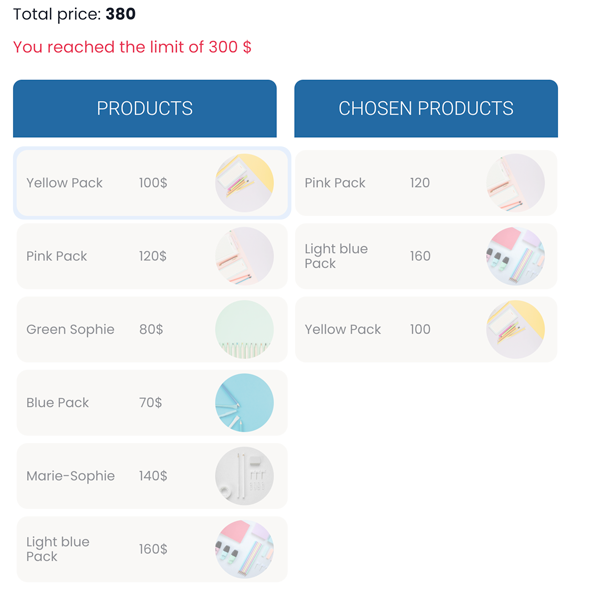 Total price: 380
You reached the limit of 300 $
PRODUCTS
Yellow Pack 100$
Pink Pack 120$
Green Sophie 80$
Blue Pack 70$
Marie-Sophie 140$
Light blue
Pack 160$
CHOSEN PRODUCTS
Pink Pack 120
Light blue
Pack 160
Yellow Pack 100